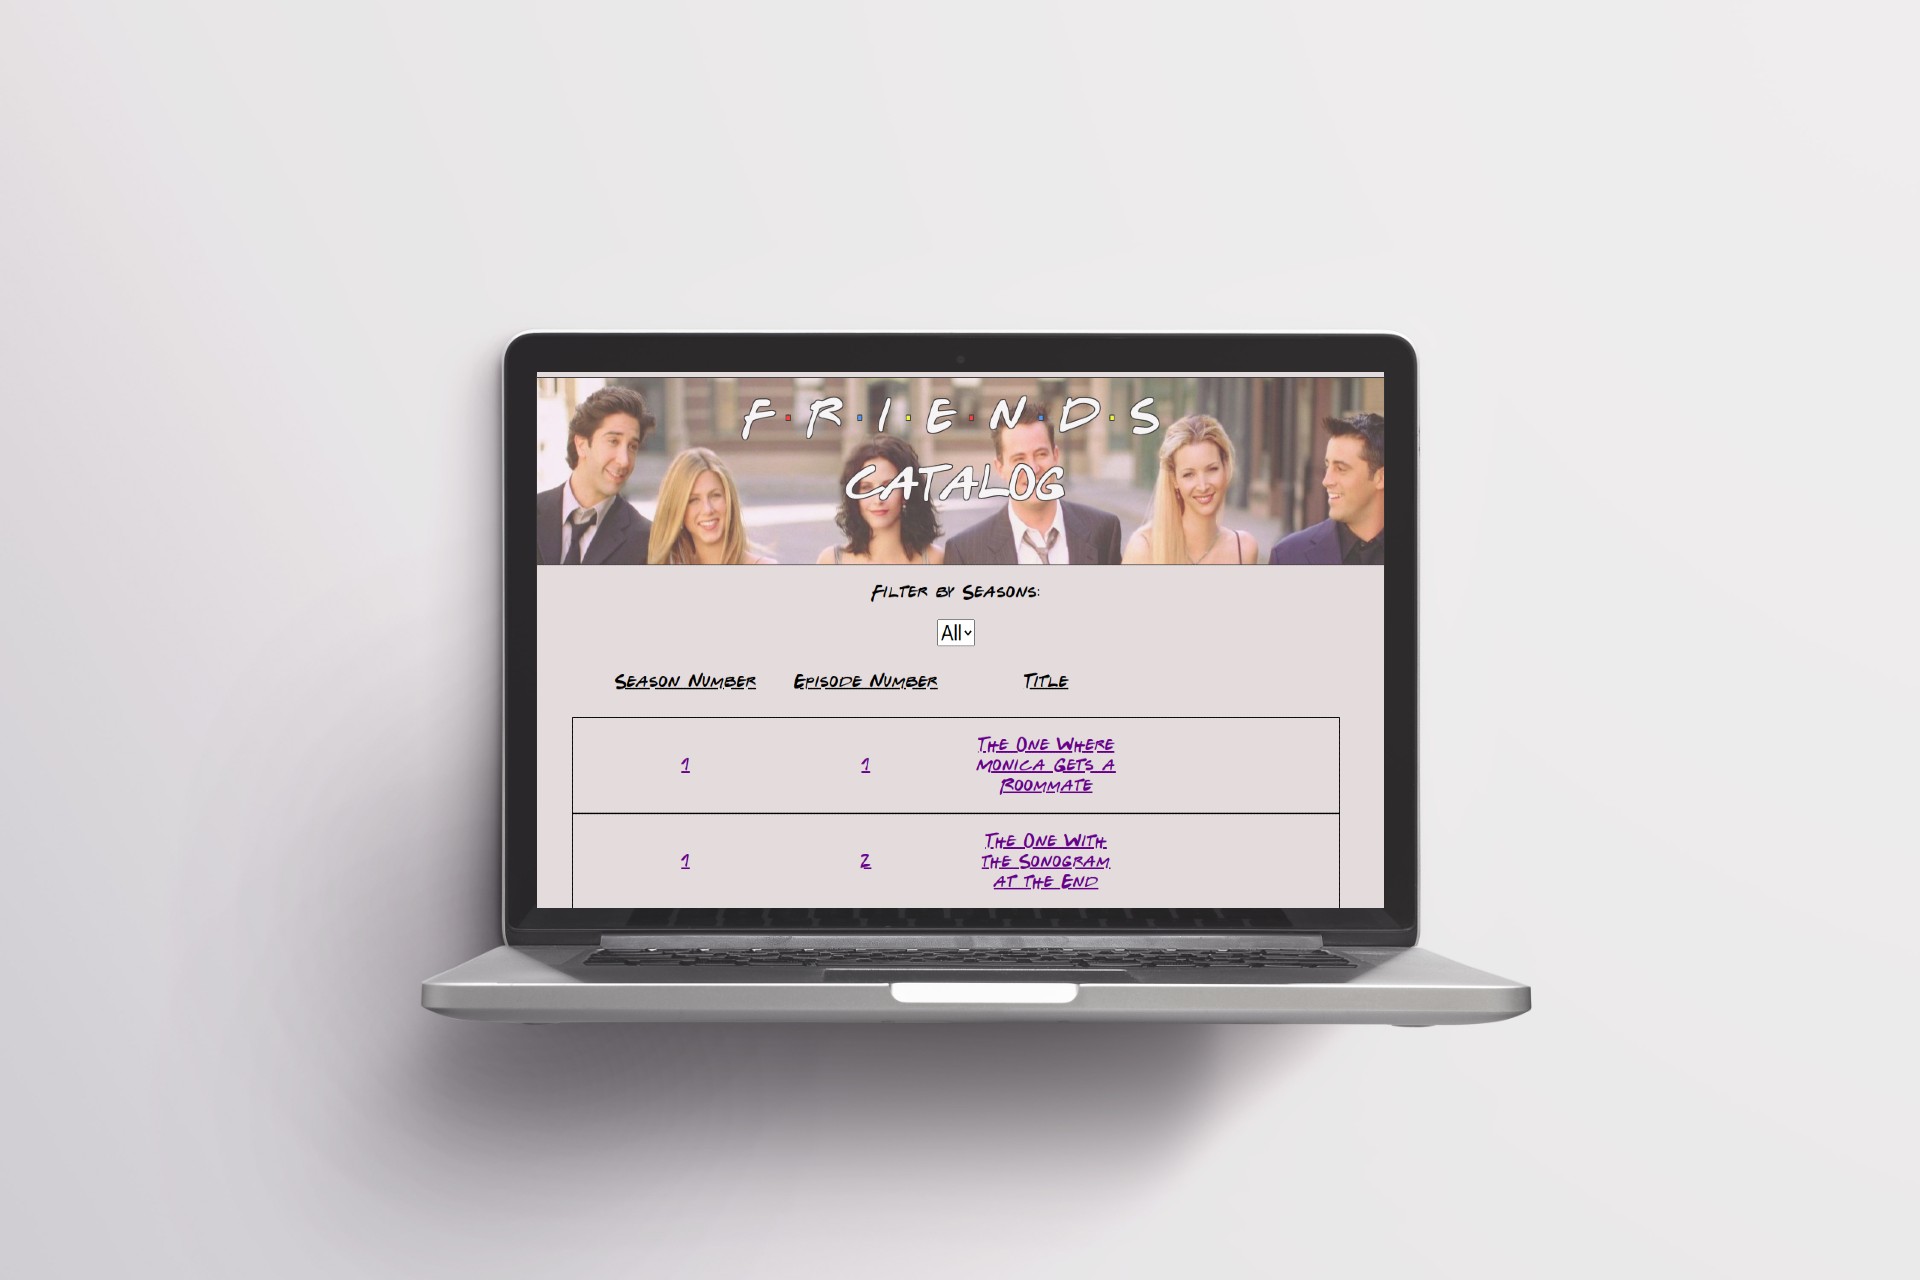 F·R·I·E·N·D·S
CATALOG
Filter by Seasons:
All
Season Number Episode Number Title
1 1 The One Where
Monica Gets a
Roommate
1 2 The One With
the Sonogram
at the End